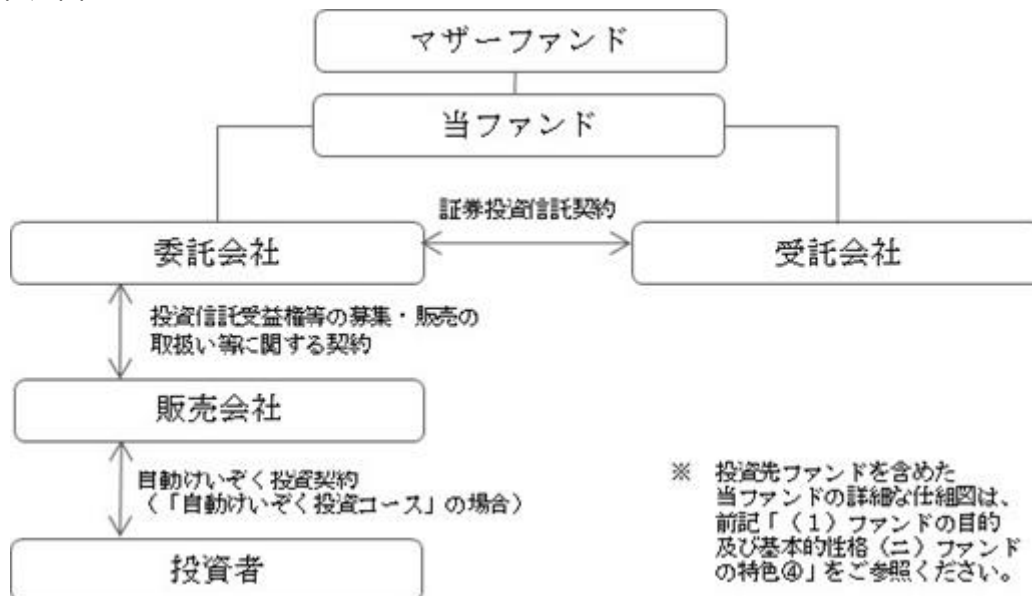 マザーファンド
当ファンド
証券投資信託契約
委託会社
受託会社
投資信託受益権等の募集・販売の
取扱い等に関する契約
販売会社
自動けいぞく投資契約
（「自動けいぞく投資コース」の場合）
投資者
※ 投資先ファンドを含めた
当ファンドの詳細な仕組図は、
前記「（１）ファンドの目的
及び基本的性格（ニ）ファンド
の特色④」をご参照ください。